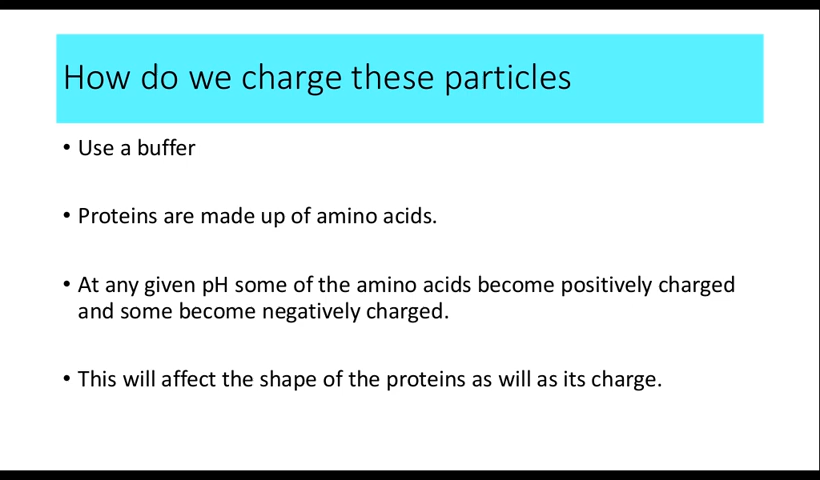 How do we charge these particles
• Use a buffer
• Proteins are made up of amino acids.
• At any given pH some of the amino acids become positively charged
and some become negatively charged.
• This will affect the shape of the proteins as will as its charge.